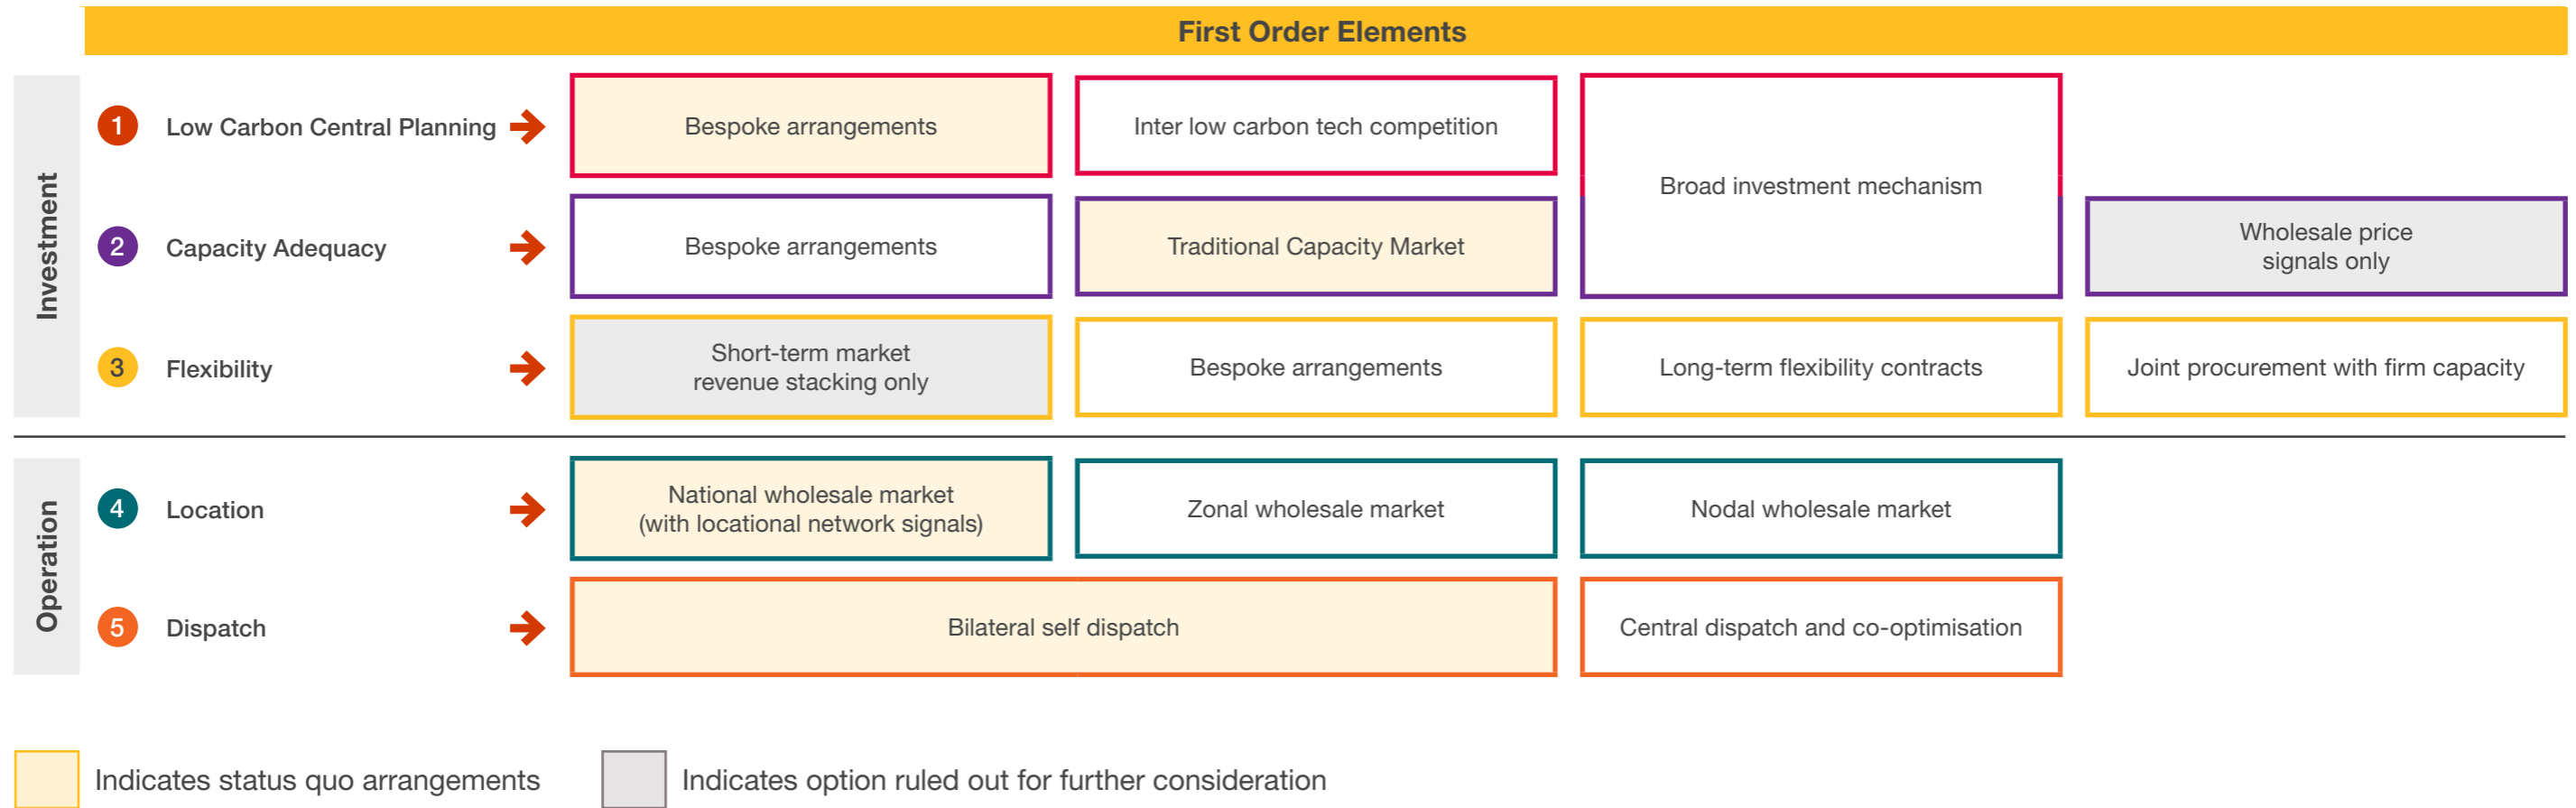 First Order Elements
Investment
1 Low Carbon Central Planning
Bespoke arrangements
Inter low carbon tech competition
Broad investment mechanism
2 Capacity Adequacy
Bespoke arrangements
Traditional Capacity Market
Wholesale price
signals only
3 Flexibility
Short-term market
revenue stacking only
Bespoke arrangements
Long-term flexibility contracts
Joint procurement with firm capacity
Operation
4 Location
National wholesale market
(with locational network signals)
Zonal wholesale market
Nodal wholesale market
5 Dispatch
Bilateral self dispatch
Central dispatch and co-optimisation
Indicates status quo arrangements
Indicates option ruled out for further consideration